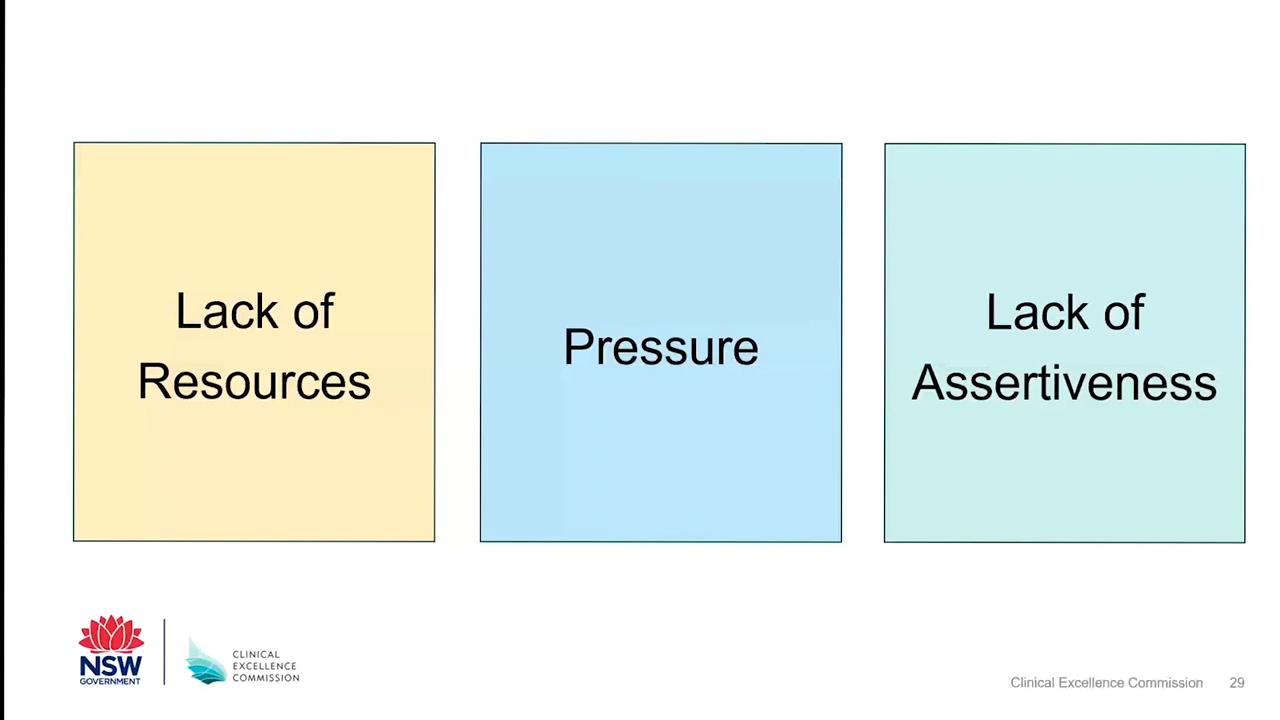 Lack of
Resources
Pressure
Lack of
Assertiveness
NSW
GOVERNMENT
CLINICAL
EXCELLENCE
COMMISSION
Clinical Excellence Commission 29